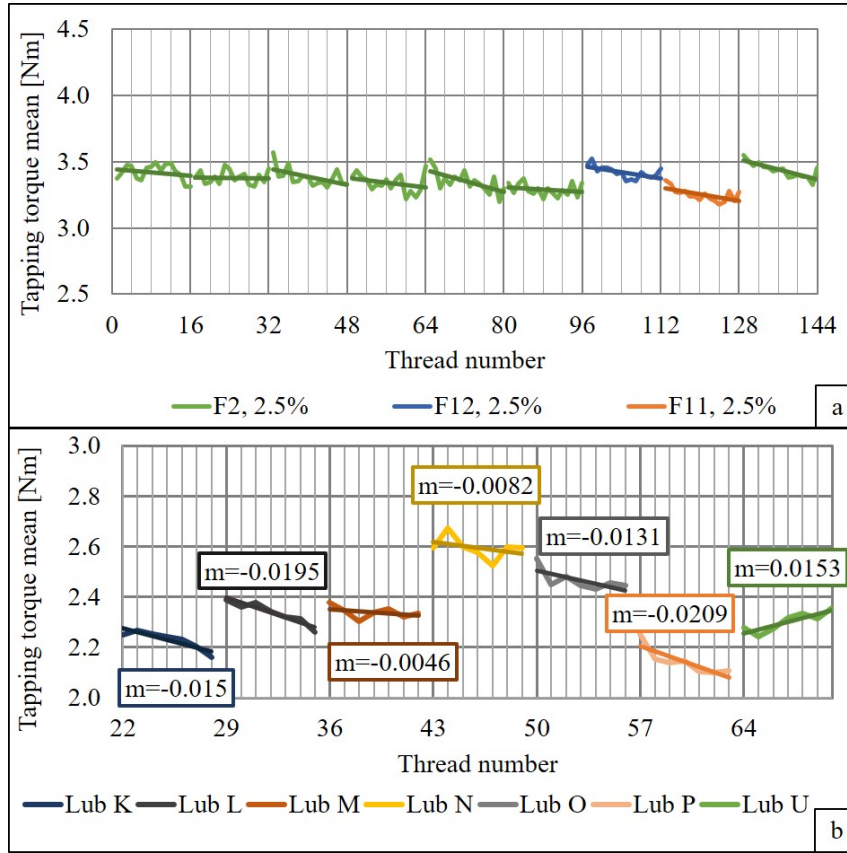 Tapping torque mean [Nm]
4.5
4.0
3.5
3.0
2.5
0 16 32 48 64 80 96 112 128 144
Thread number
F2, 2.5% F12, 2.5% F11, 2.5%
a
Tapping torque mean [Nm]
3.0
2.8
2.6
2.4
2.2
2.0
m=-0.015
m=-0.0195
m=-0.0046
m=-0.0082
m=-0.0131
m=-0.0209
m=0.0153
22 29 36 43 50 57 64
Thread number
Lub K Lub L Lub M Lub N Lub O Lub P Lub U
b